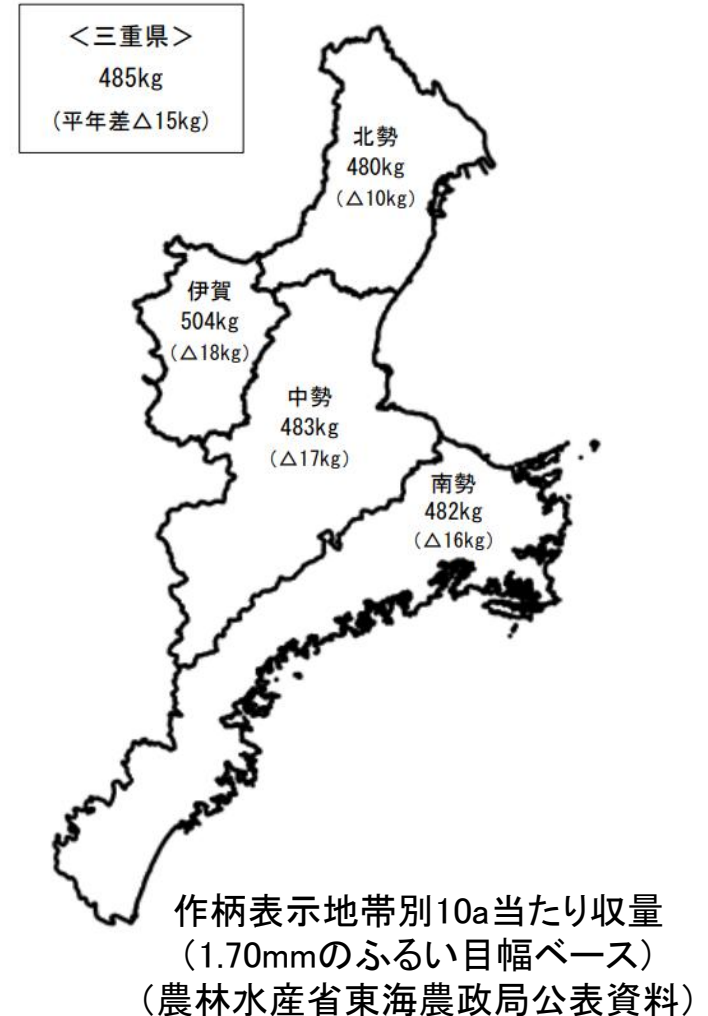 ＜三重県＞
485kg
(平年差△15kg)
北勢
480kg
(△10kg)
伊賀
504kg
(△18kg)
中勢
483kg
(△17kg)
南勢
482kg
(△16kg)
作柄表示地帯別10a当たり収量
（1.70mmのふるい目幅ベース）
（農林水産省東海農政局公表資料）